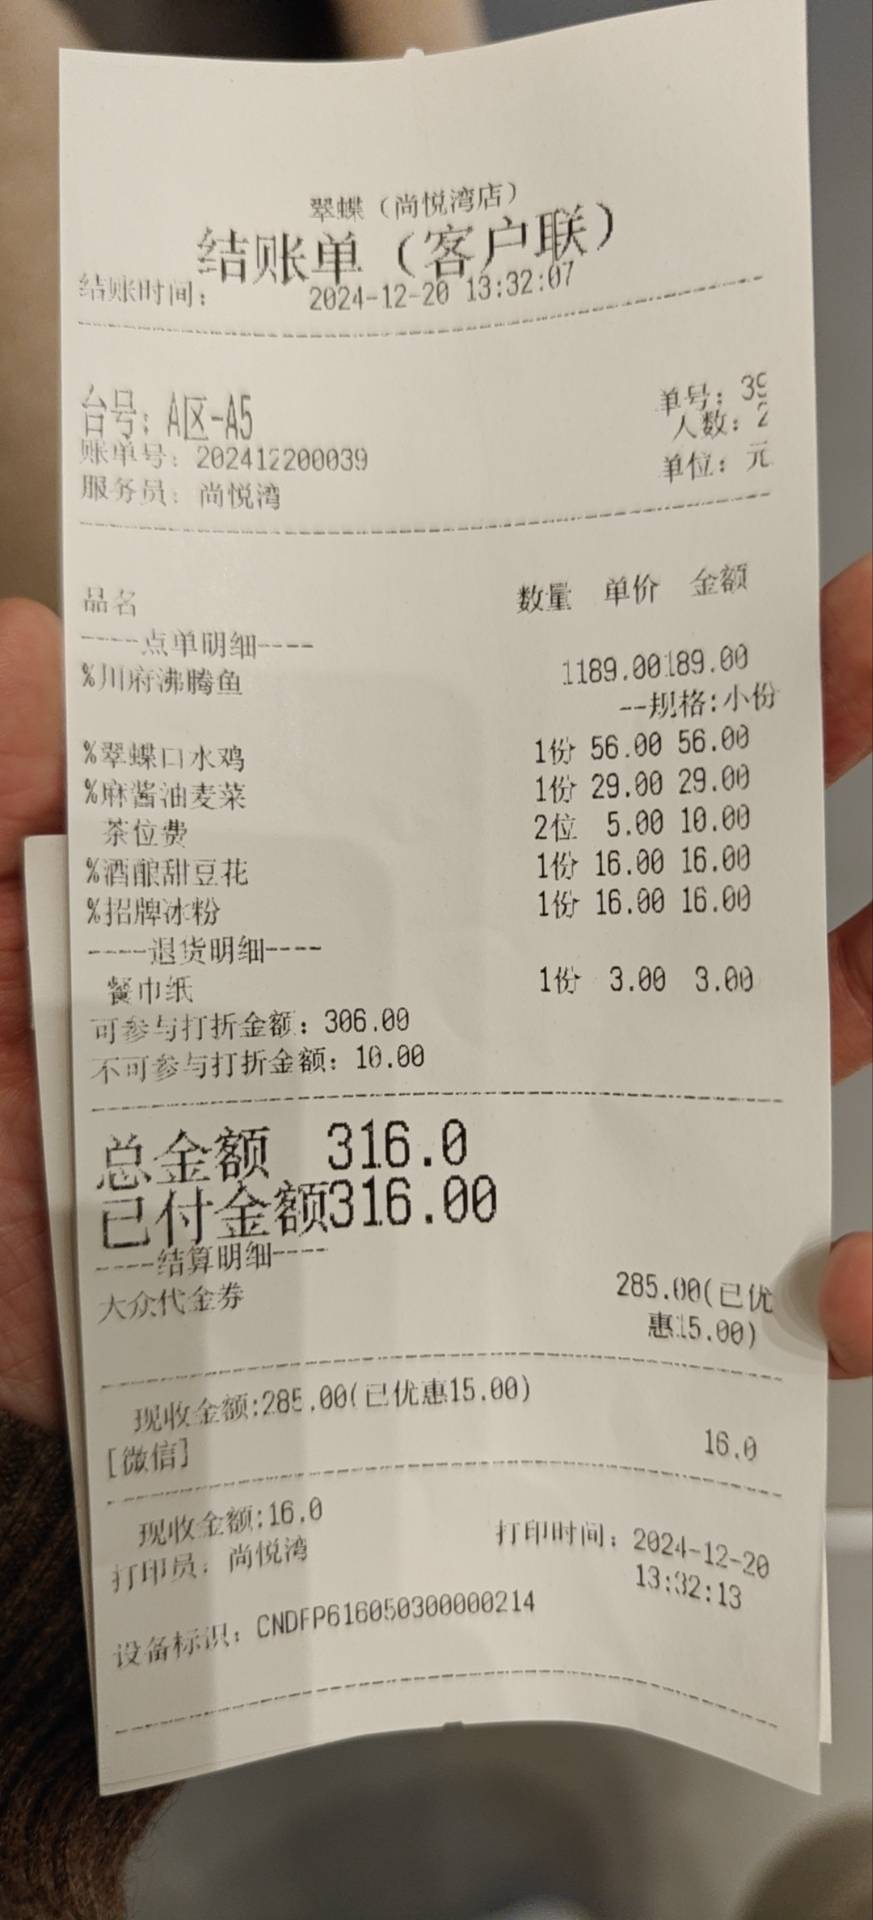 翠蝶（尚悦湾店）
结账单（客户联）
结账时间： 2024-12-20 13:32:07
台号：A区-A5 单号：39
人数：2
账单号：202412200039 单位：元
服务员：尚悦湾
品名 数量 单价 金额
----点单明细----
%川府沸腾鱼 1189.00189.00
--规格:小份
%翠蝶口水鸡 1份 56.00 56.00
%麻酱油麦菜 1份 29.00 29.00
茶位费 2位 5.00 10.00
%酒酿甜豆花 1份 16.00 16.00
%招牌冰粉 1份 16.00 16.00
----退货明细----
餐巾纸 1份 3.00 3.00
可参与打折金额：306.00
不可参与打折金额：10.00
总金额 316.0
已付金额316.00
----结算明细----
大众代金券 285.00(已优
惠15.00)
现收金额:285.00(已优惠15.00)
[微信] 16.0
现收金额:16.0
打印员：尚悦湾 打印时间：2024-12-20
13:32:13
设备标识：CNDFP616050300000214